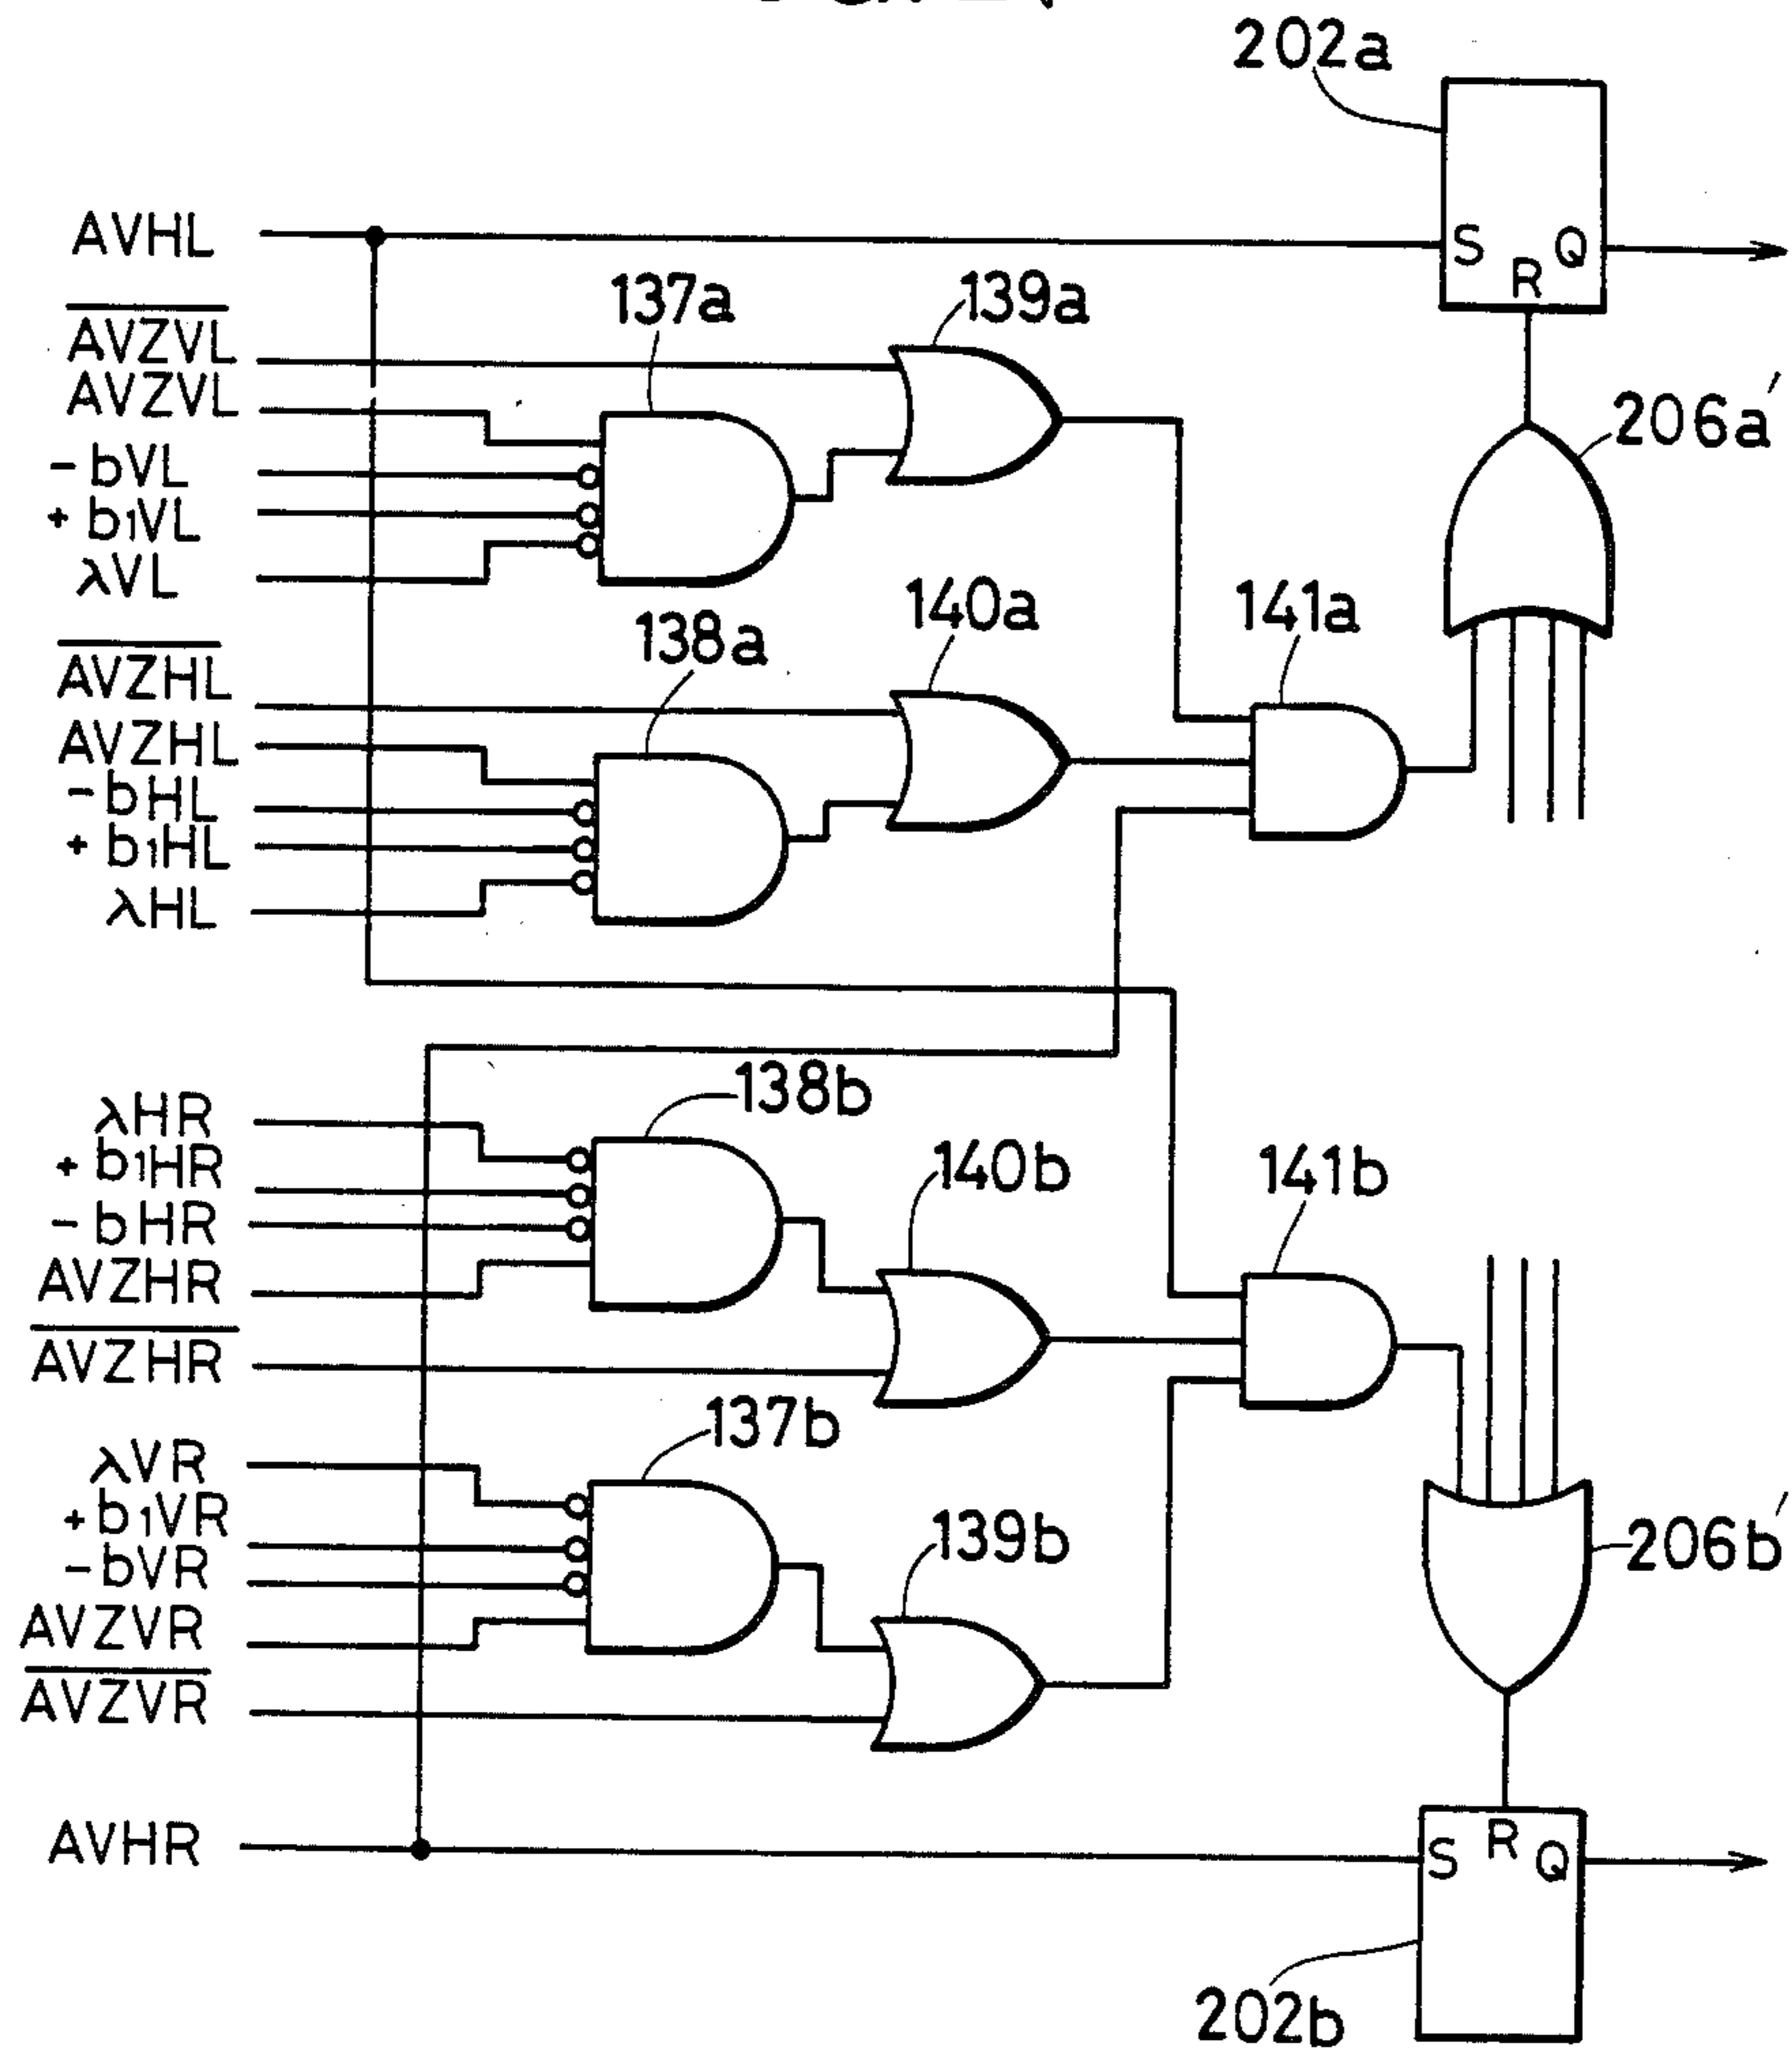 202a
AVHL
S
R
Q
137a
139a
AVZVL
AVZVL
206a'
- bVL
+ b1VL
λVL
140a
141a
138a
AVZHL
AVZHL
- bHL
+ b1HL
λHL
138b
λHR
+ b1HR
140b
141b
- bHR
AVZHR
AVZHR
137b
λVR
+ b1VR
139b
206b'
- bVR
AVZVR
AVZVR
AVHR
S
R
Q
202b